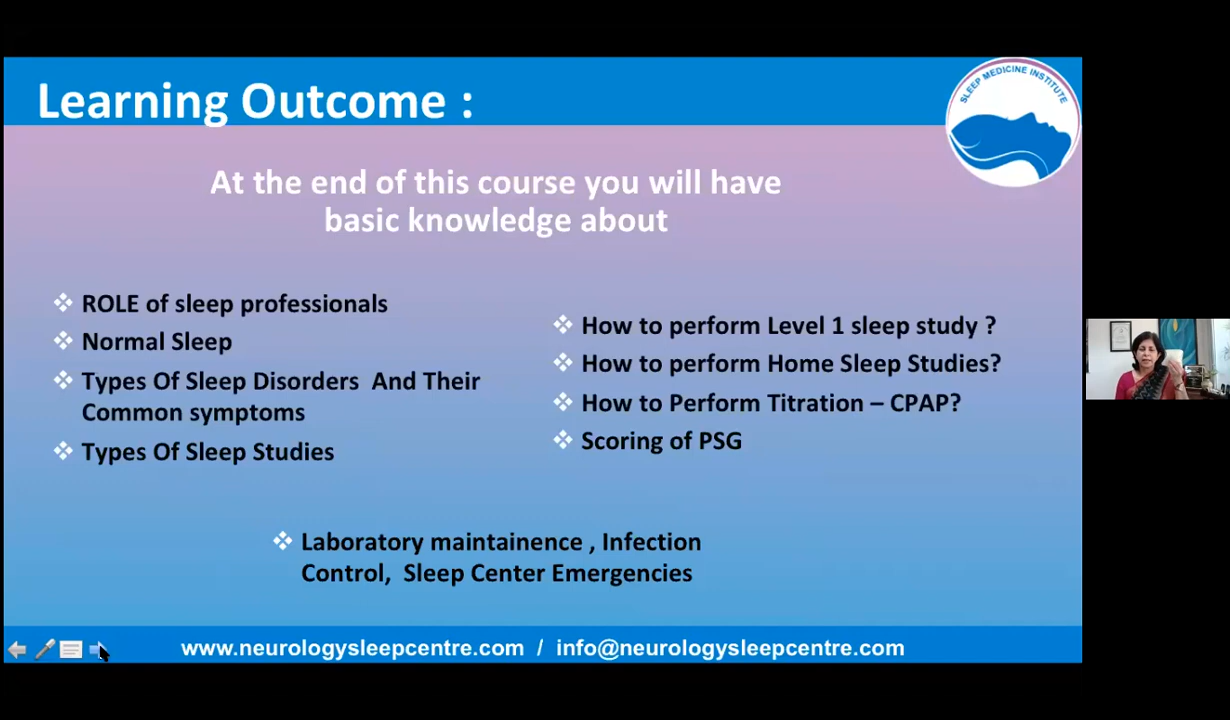 Learning Outcome :
SLEEP MEDICINE INSTITUTE
At the end of this course you will have
basic knowledge about
❖ ROLE of sleep professionals
❖ Normal Sleep
❖ Types Of Sleep Disorders And Their
Common symptoms
❖ Types Of Sleep Studies
❖ How to perform Level 1 sleep study ?
❖ How to perform Home Sleep Studies?
❖ How to Perform Titration – CPAP?
❖ Scoring of PSG
❖ Laboratory maintainence , Infection
Control, Sleep Center Emergencies
www.neurologysleepcentre.com / info@neurologysleepcentre.com